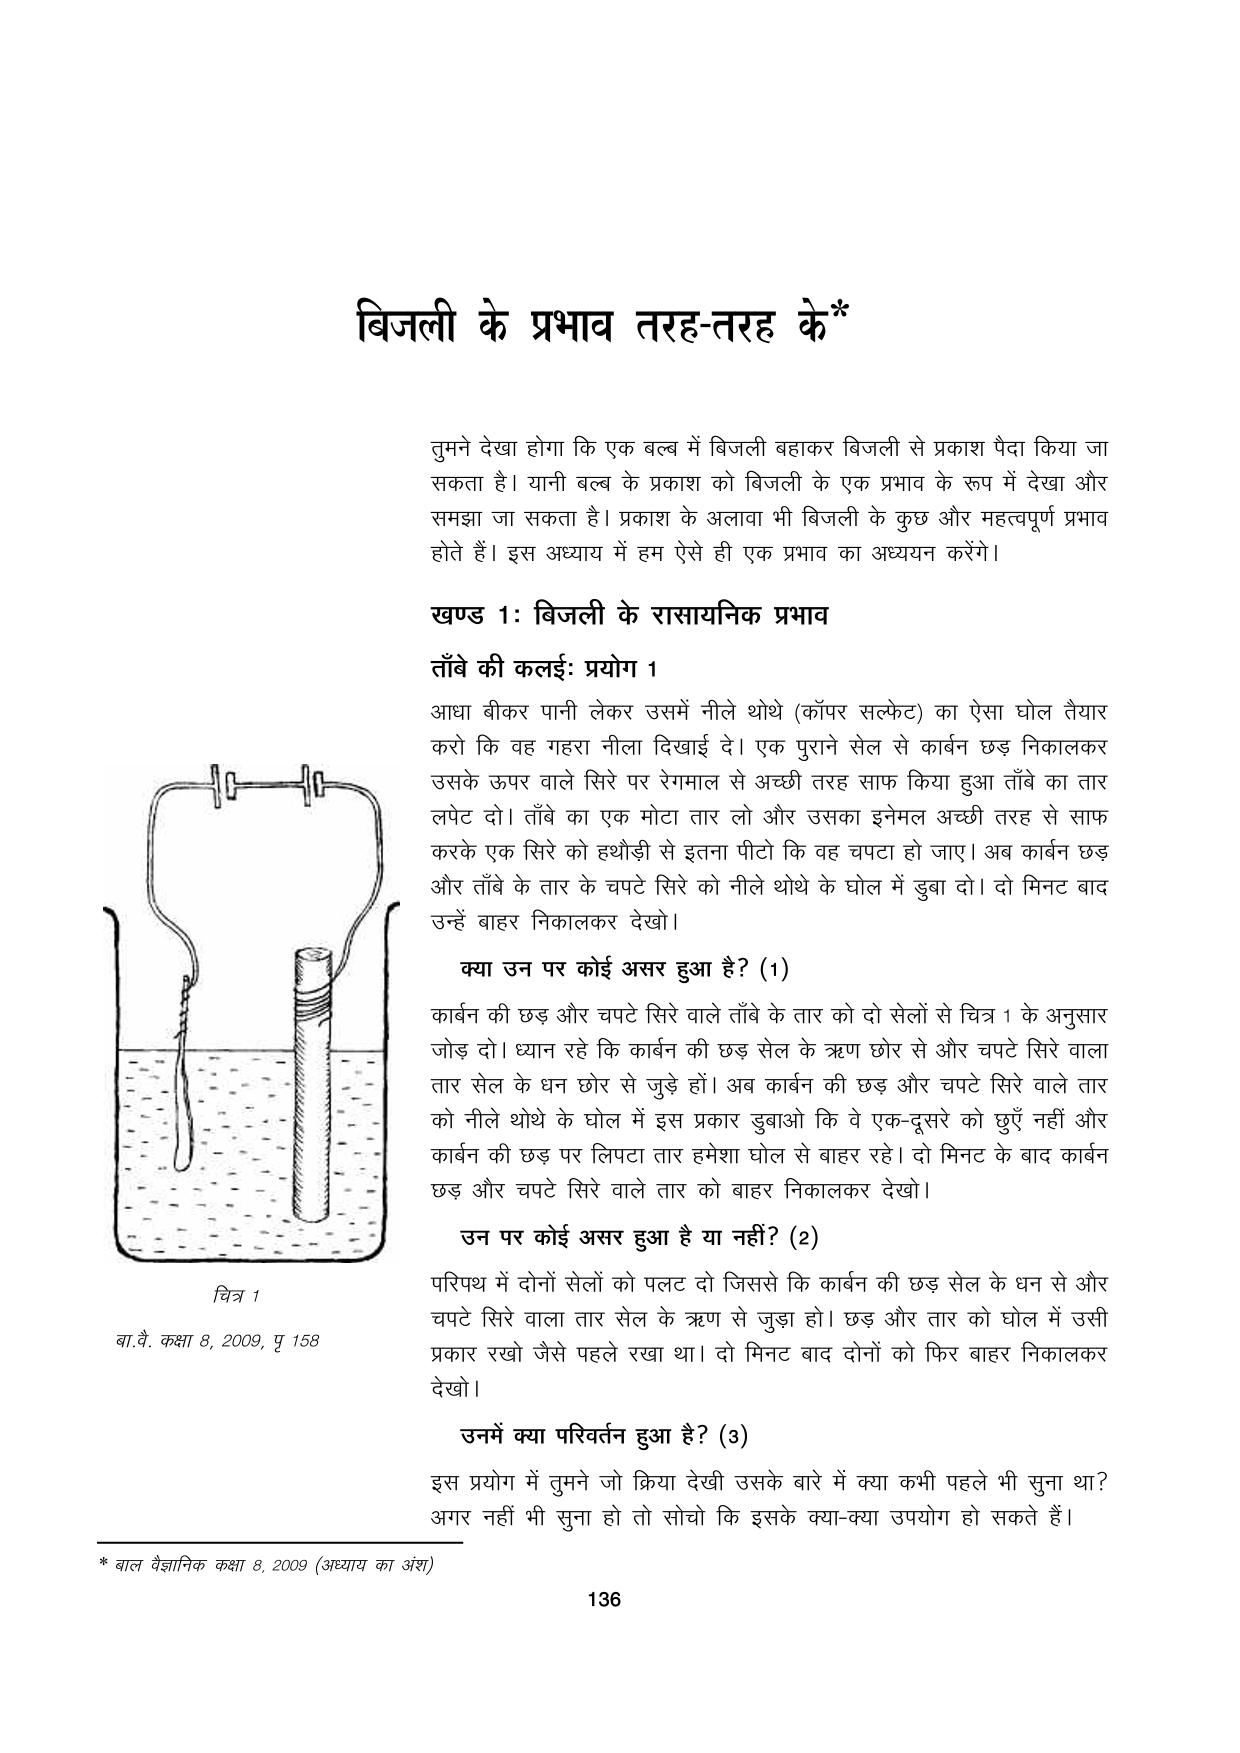 बिजली के प्रभाव तरह-तरह के*
तुमने देखा होगा कि एक बल्ब में बिजली बहाकर बिजली से प्रकाश पैदा किया जा
सकता है। यानी बल्ब के प्रकाश को बिजली के एक प्रभाव के रूप में देखा और
समझा जा सकता है। प्रकाश के अलावा भी बिजली के कुछ और महत्वपूर्ण प्रभाव
होते हैं। इस अध्याय में हम ऐसे ही एक प्रभाव का अध्ययन करेंगे।
खण्ड 1: बिजली के रासायनिक प्रभाव
ताँबे की कलई: प्रयोग 1
आधा बीकर पानी लेकर उसमें नीले थोथे (कॉपर सल्फेट) का ऐसा घोल तैयार
करो कि वह गहरा नीला दिखाई दे। एक पुराने सेल से कार्बन छड़ निकालकर
उसके ऊपर वाले सिरे पर रेगमाल से अच्छी तरह साफ किया हुआ ताँबे का तार
लपेट दो। ताँबे का एक मोटा तार लो और उसका इनेमल अच्छी तरह से साफ
करके एक सिरे को हथौड़ी से इतना पीटो कि वह चपटा हो जाए। अब कार्बन छड़
और ताँबे के तार के चपटे सिरे को नीले थोथे के घोल में डुबा दो। दो मिनट बाद
उन्हें बाहर निकालकर देखो।
क्या उन पर कोई असर हुआ है? (1)
कार्बन की छड़ और चपटे सिरे वाले ताँबे के तार को दो सेलों से चित्र 1 के अनुसार
जोड़ दो। ध्यान रहे कि कार्बन की छड़ सेल के ऋण छोर से और चपटे सिरे वाला
तार सेल के धन छोर से जुड़े हों। अब कार्बन की छड़ और चपटे सिरे वाले तार
को नीले थोथे के घोल में इस प्रकार डुबाओ कि वे एक-दूसरे को छुएँ नहीं और
कार्बन की छड़ पर लिपटा तार हमेशा घोल से बाहर रहे। दो मिनट के बाद कार्बन
छड़ और चपटे सिरे वाले तार को बाहर निकालकर देखो।
उन पर कोई असर हुआ है या नहीं? (2)
परिपथ में दोनों सेलों को पलट दो जिससे कि कार्बन की छड़ सेल के धन से और
चपटे सिरे वाला तार सेल के ऋण से जुड़ा हो। छड़ और तार को घोल में उसी
प्रकार रखो जैसे पहले रखा था। दो मिनट बाद दोनों को फिर बाहर निकालकर
देखो।
उनमें क्या परिवर्तन हुआ है? (3)
इस प्रयोग में तुमने जो क्रिया देखी उसके बारे में क्या कभी पहले भी सुना था?
अगर नहीं भी सुना हो तो सोचो कि इसके क्या-क्या उपयोग हो सकते हैं।
चित्र 1
बा.वै. कक्षा 8, 2009, पृ 158
* बाल वैज्ञानिक कक्षा 8, 2009 (अध्याय का अंश)
136